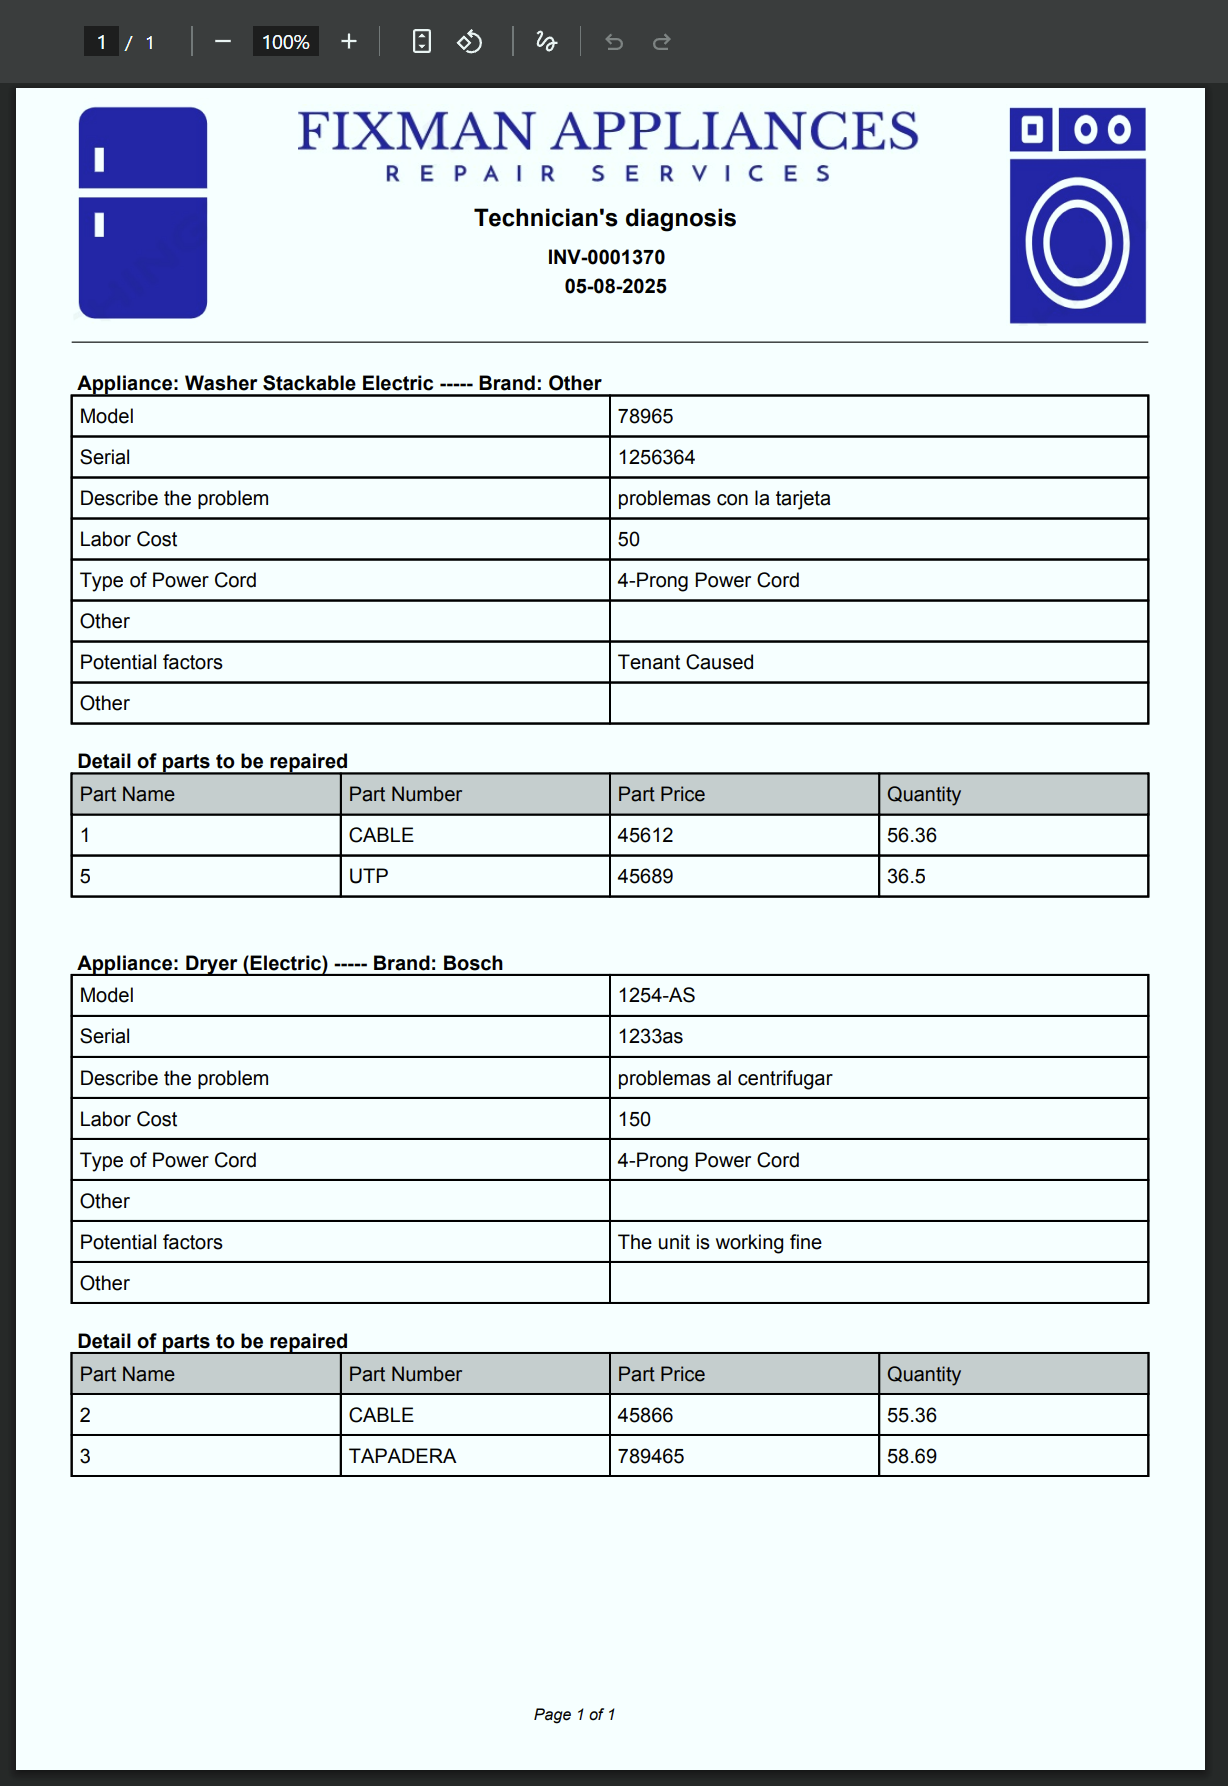 1 / 1 100%
FIXMAN APPLIANCES
REPAIR SERVICES
Technician's diagnosis
INV-0001370
05-08-2025
Appliance: Washer Stackable Electric ----- Brand: Other
Model 78965
Serial 1256364
Describe the problem problemas con la tarjeta
Labor Cost 50
Type of Power Cord 4-Prong Power Cord
Other
Potential factors Tenant Caused
Other
Detail of parts to be repaired
Part Name Part Number Part Price Quantity
1 CABLE 45612 56.36
5 UTP 45689 36.5
Appliance: Dryer (Electric) ----- Brand: Bosch
Model 1254-AS
Serial 1233as
Describe the problem problemas al centrifugar
Labor Cost 150
Type of Power Cord 4-Prong Power Cord
Other
Potential factors The unit is working fine
Other
Detail of parts to be repaired
Part Name Part Number Part Price Quantity
2 CABLE 45866 55.36
3 TAPADERA 789465 58.69
Page 1 of 1